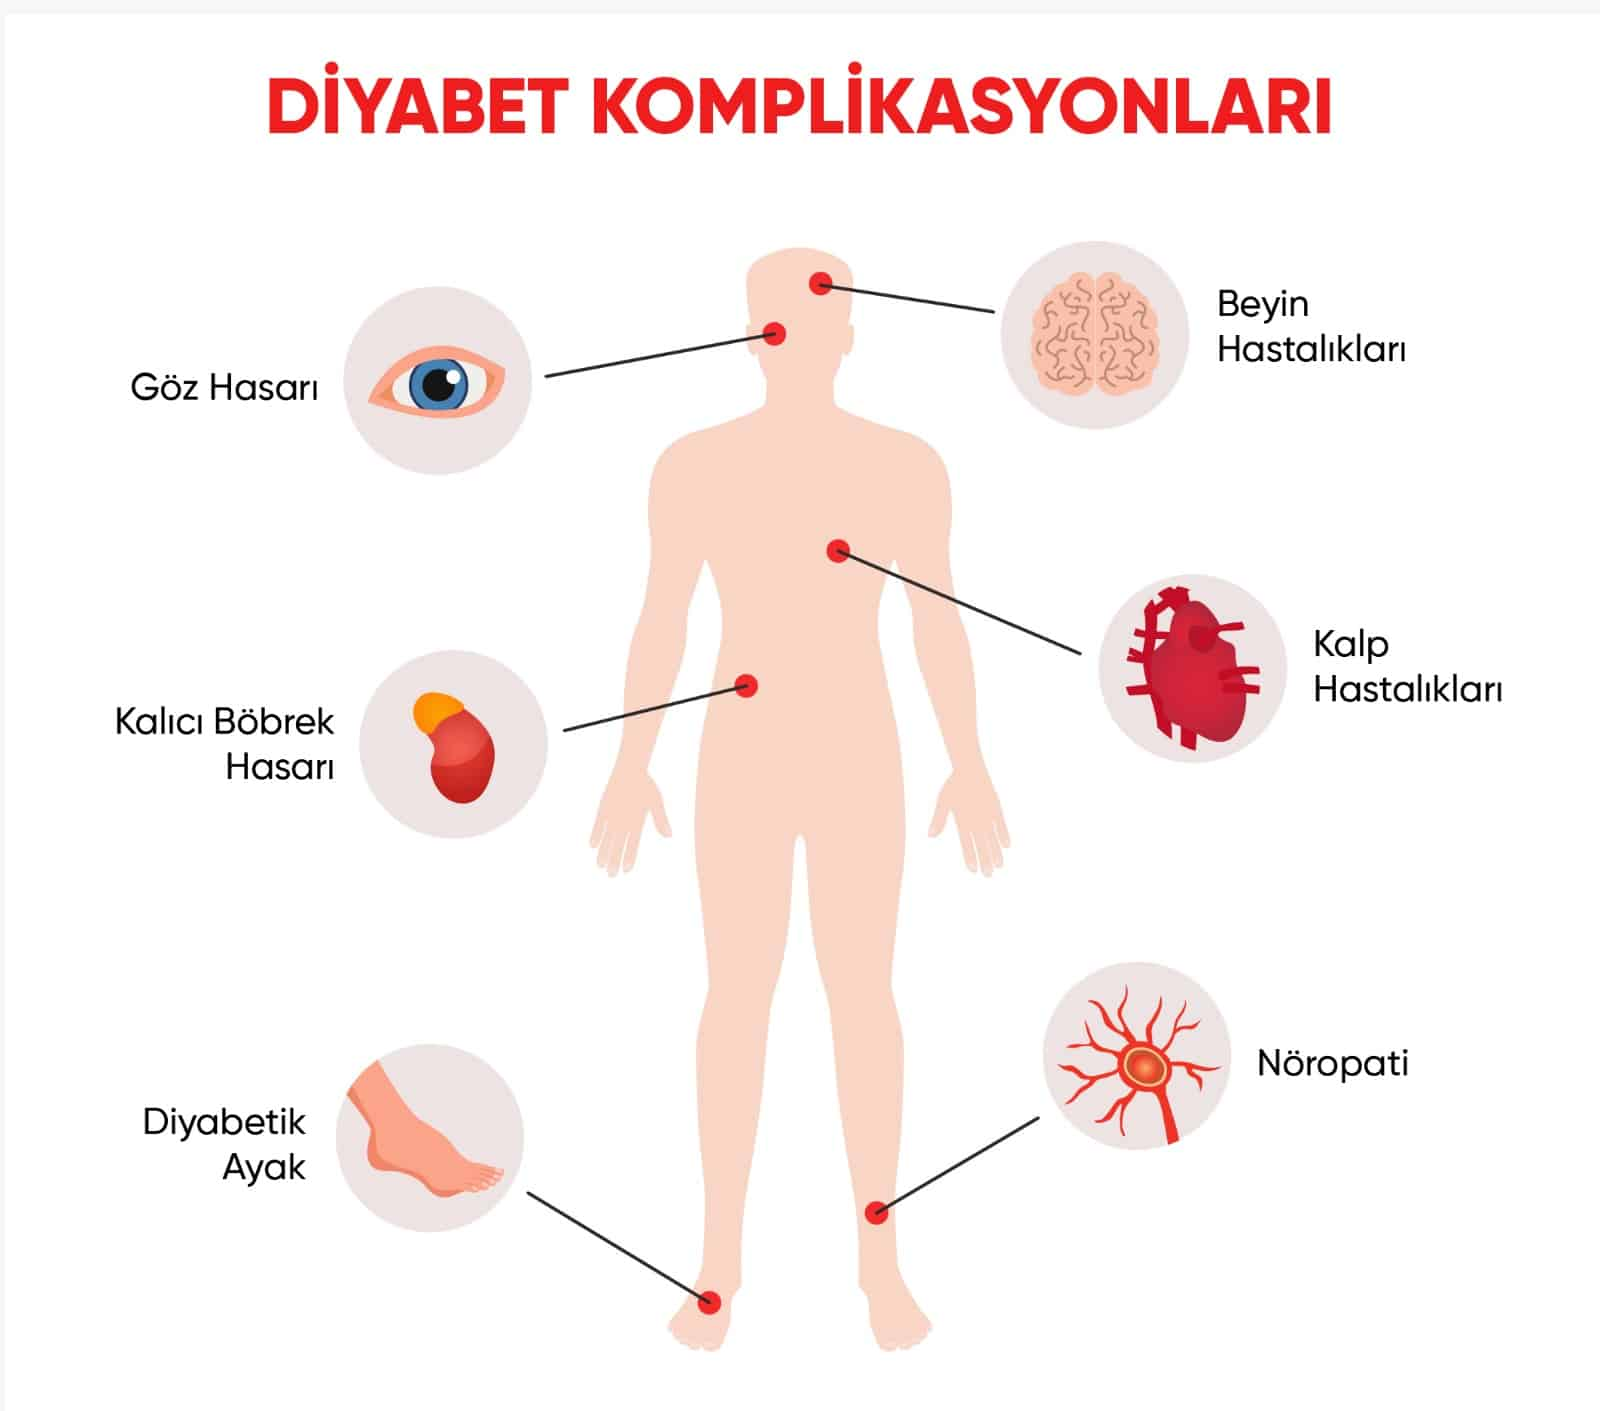 DİYABET KOMPLİKASYONLARI
Beyin
Hastalıkları
Göz Hasarı
Kalp
Hastalıkları
Kalıcı Böbrek
Hasarı
Nöropati
Diyabetik
Ayak